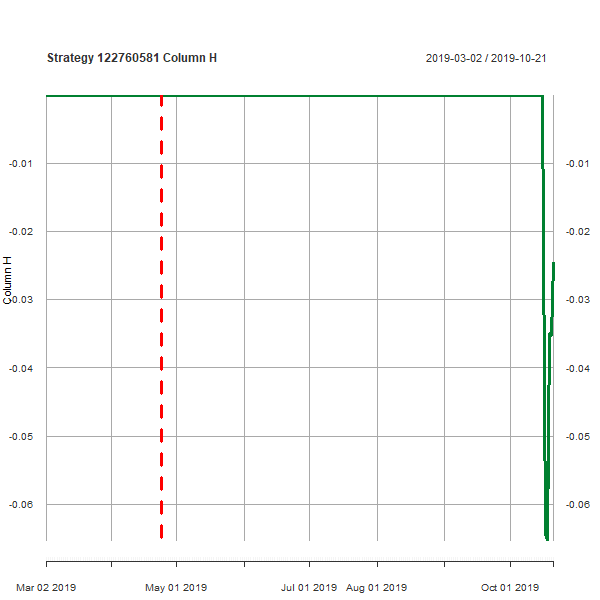 Strategy 122760581 Column H
2019-03-02 / 2019-10-21
-0.01 -0.01
-0.02 -0.02
Column H
-0.03 -0.03
-0.04 -0.04
-0.05 -0.05
-0.06 -0.06
Mar 02 2019 May 01 2019 Jul 01 2019 Aug 01 2019 Oct 01 2019